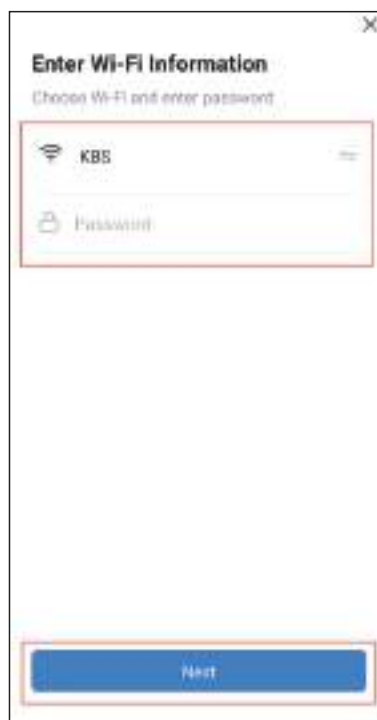 Enter Wi-Fi Information
Choose Wi-Fi and enter password
KBS
Password
Next